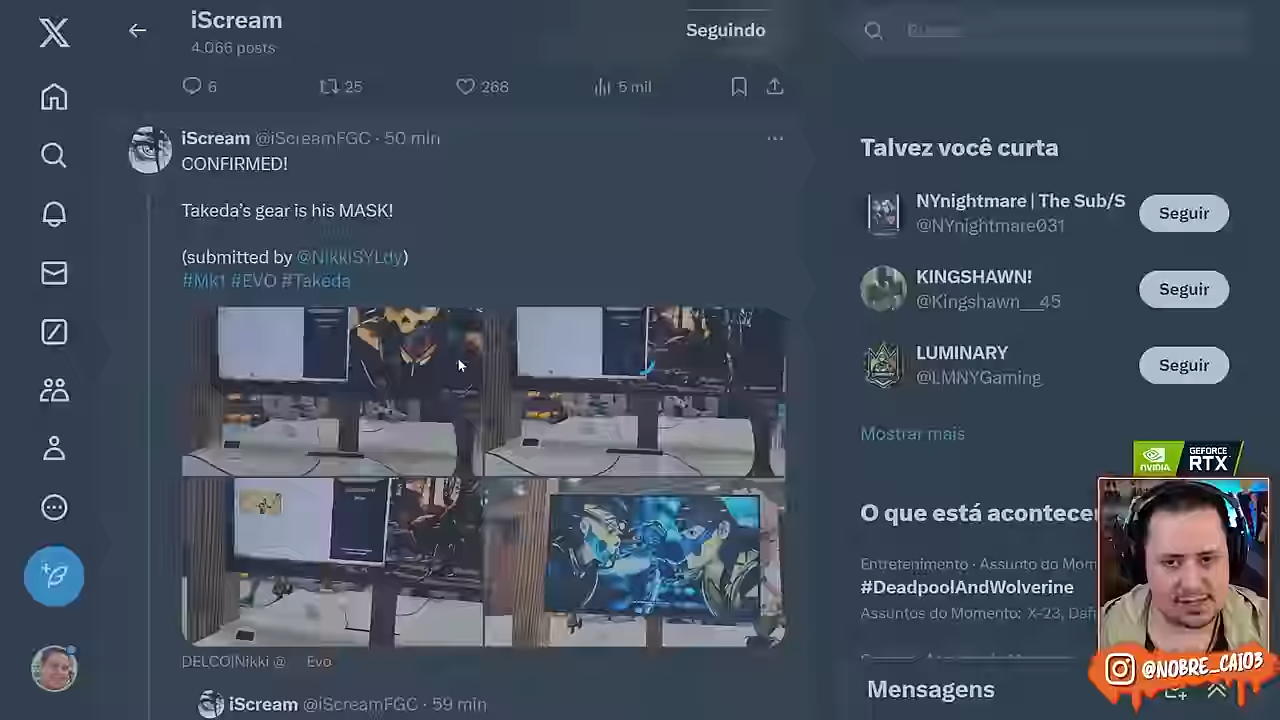 iScream
4.066 posts
Seguindo
6
25
268
5 mil
iScream @iScreamFGC · 50 min
CONFIRMED!
Takeda's gear is his MASK!
(submitted by @NikkiSYLdy)
#Mk1 #EVO #Takeda
DELCO|Nikki @ Evo
iScream @iScreamFGC · 59 min
Talvez você curta
NYnightmare | The Sub/S
@NYnightmare031
Seguir
KINGSHAWN!
@Kingshawn__45
Seguir
LUMINARY
@LMNYGaming
Seguir
Mostrar mais
NVIDIA
GEFORCE
RTX
O que está acontecer
Entretenimento · Assunto do Mom
#DeadpoolAndWolverine
Assuntos do Momento: X-23, Daf
Mensagens
@NOBRE_CAIO3